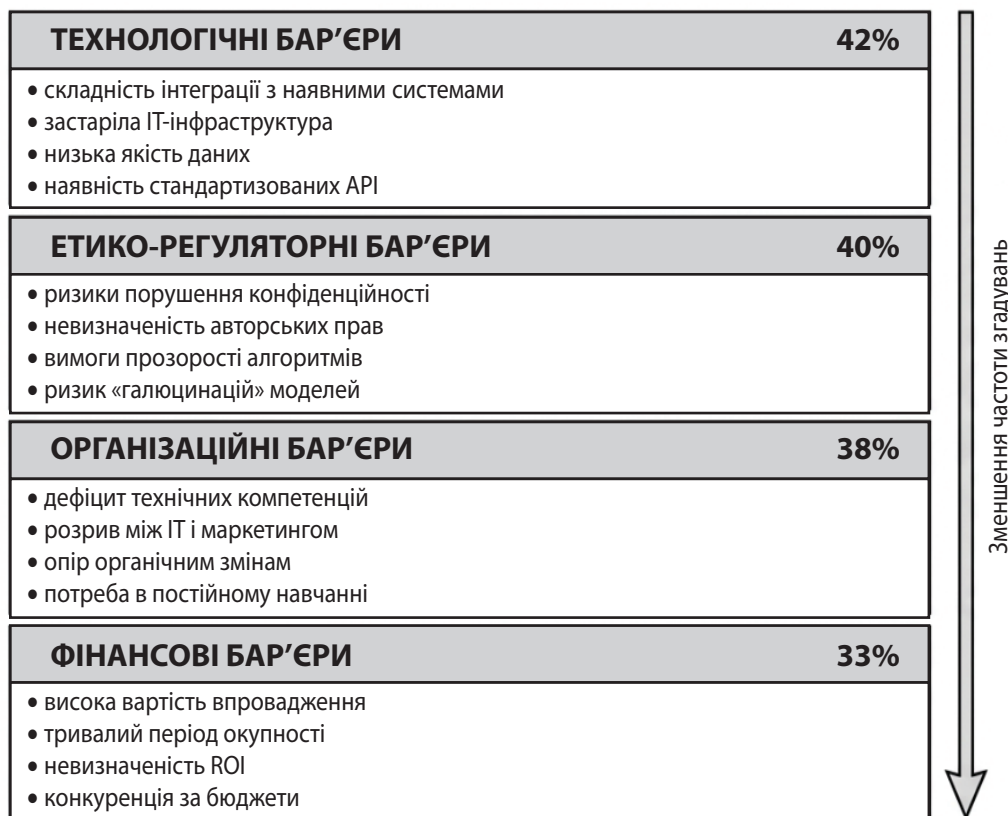 ТЕХНОЛОГІЧНІ БАР’ЄРИ 42%
• складність інтеграції з наявними системами
• застаріла ІТ-інфраструктура
• низька якість даних
• наявність стандартизованих API
ЕТИКО-РЕГУЛЯТОРНІ БАР’ЄРИ 40%
• ризики порушення конфіденційності
• невизначеність авторських прав
• вимоги прозорості алгоритмів
• ризик «галюцинацій» моделей
ОРГАНІЗАЦІЙНІ БАР’ЄРИ 38%
• дефіцит технічних компетенцій
• розрив між ІТ і маркетингом
• опір органічним змінам
• потреба в постійному навчанні
ФІНАНСОВІ БАР’ЄРИ 33%
• висока вартість впровадження
• тривалий період окупності
• невизначеність ROI
• конкуренція за бюджети
Зменшення частоти згадувань